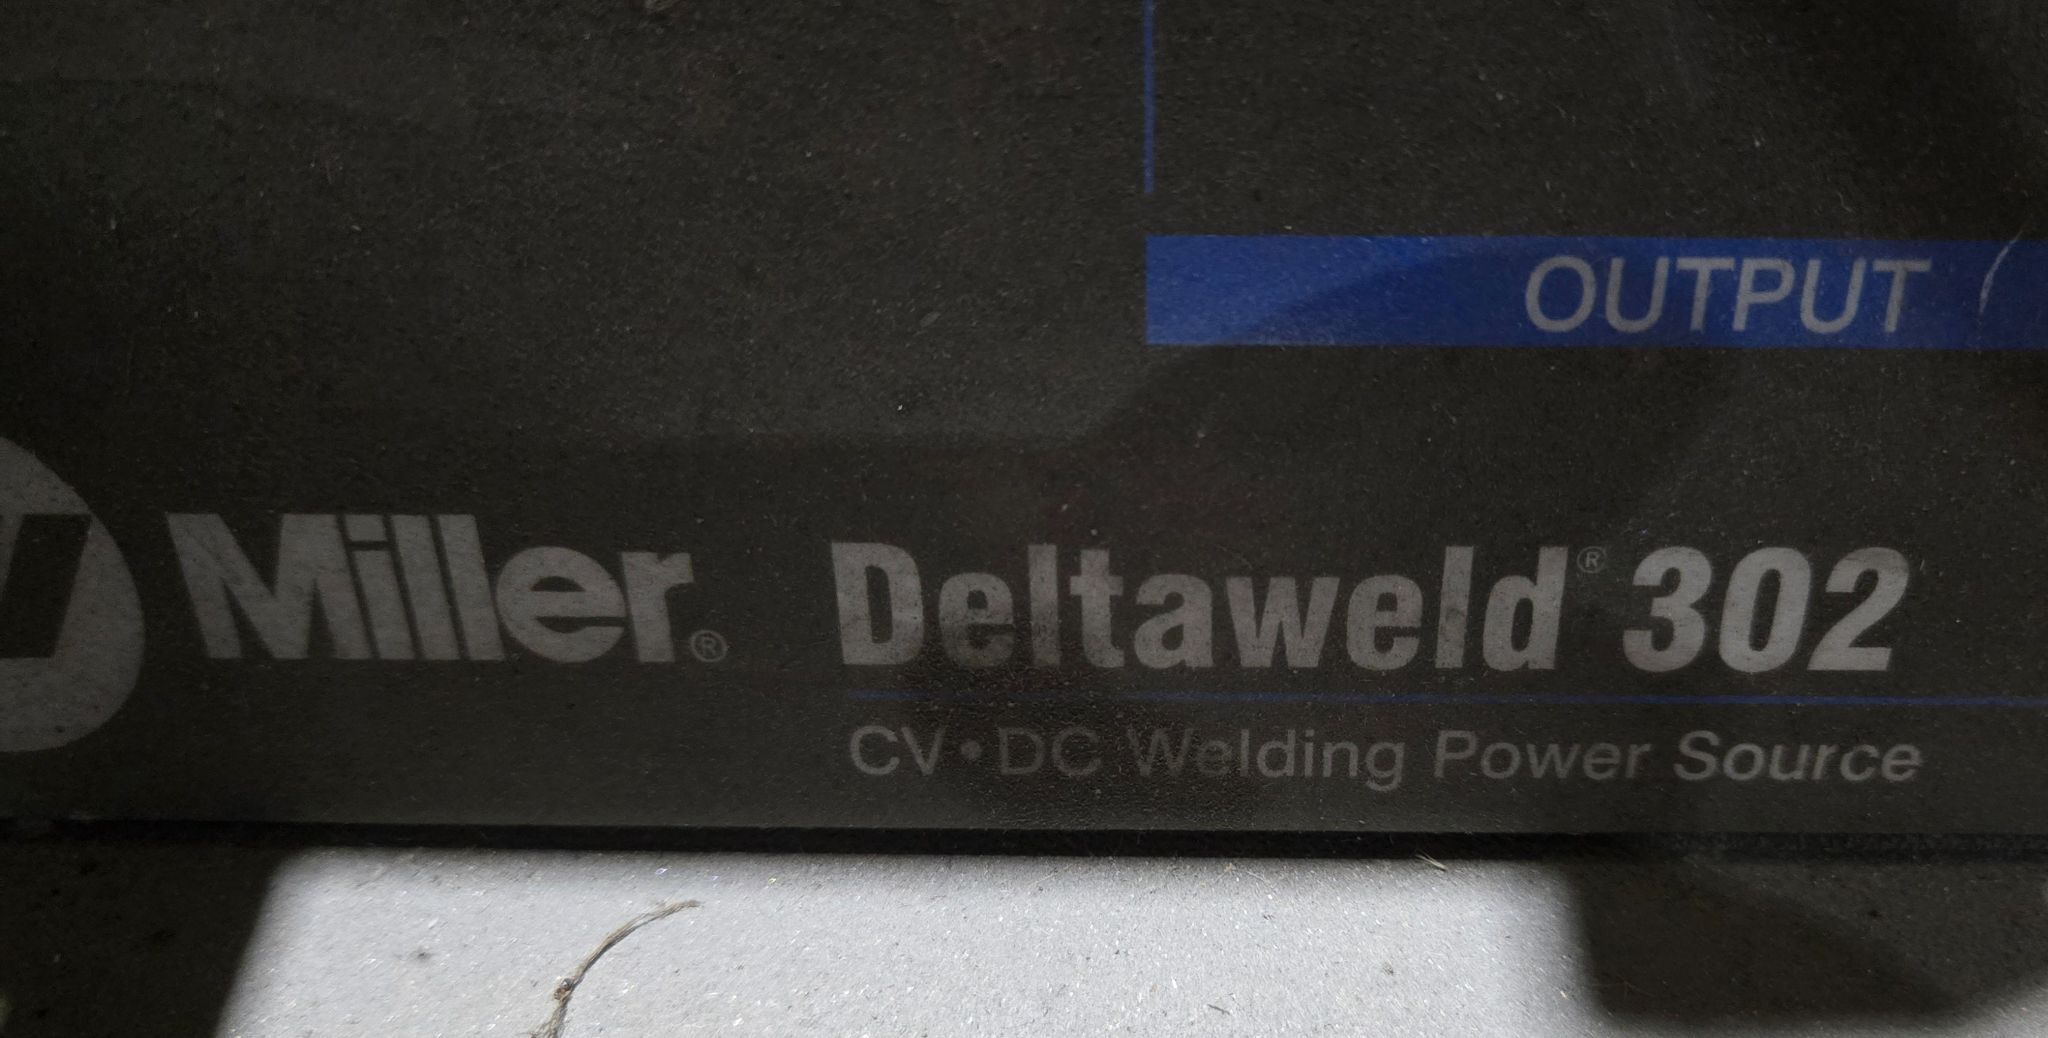 OUTPUT
Miller® Deltaweld® 302
CV•DC Welding Power Source